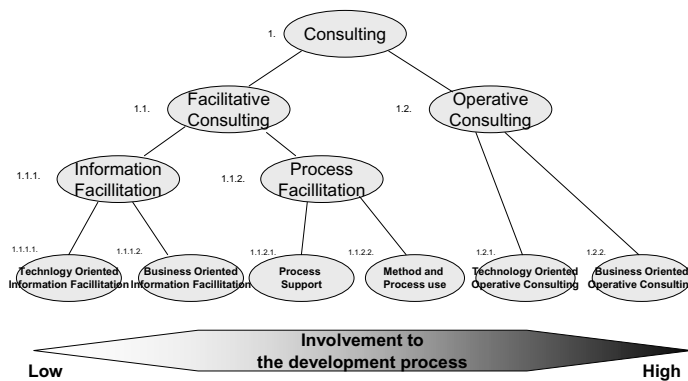 1.
Consulting
1.1.
Facilitative
Consulting
1.2.
Operative
Consulting
1.1.1.
Information
Facillitation
1.1.2.
Process
Facillitation
1.1.1.1.
Technlogy Oriented
Information Facillitation
1.1.1.2.
Business Oriented
Information Facillitation
1.1.2.1.
Process
Support
1.1.2.2.
Method and
Process use
1.2.1.
Technology Oriented
Operative Consulting
1.2.2.
Business Oriented
Operative Consulting
Involvement to
the development process
Low
High